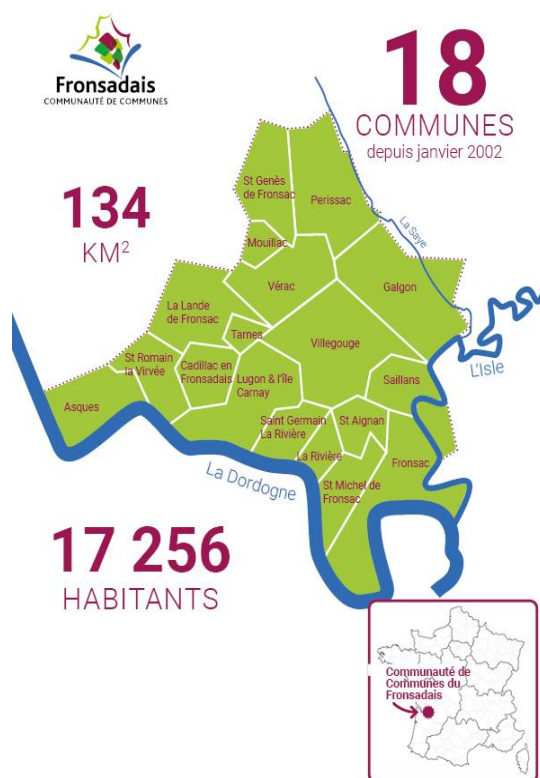 Fronsadais
COMMUNAUTÉ DE COMMUNES
18
COMMUNES
depuis janvier 2002
134
KM²
St Genès
de Fronsac
Perissac
La Saye
Mouillac
Vérac
Galgon
La Lande
de Fronsac
Tarnes
Villegouge
L'Isle
St Romain
la Virvée
Cadillac en
Fronsadais
Lugon & l'île
Carnay
Saillans
Asques
Saint Germain
La Rivière
St Aignan
La Rivière
Fronsac
La Dordogne
St Michel de
Fronsac
17 256
HABITANTS
Communauté de
Communes du
Fronsadais